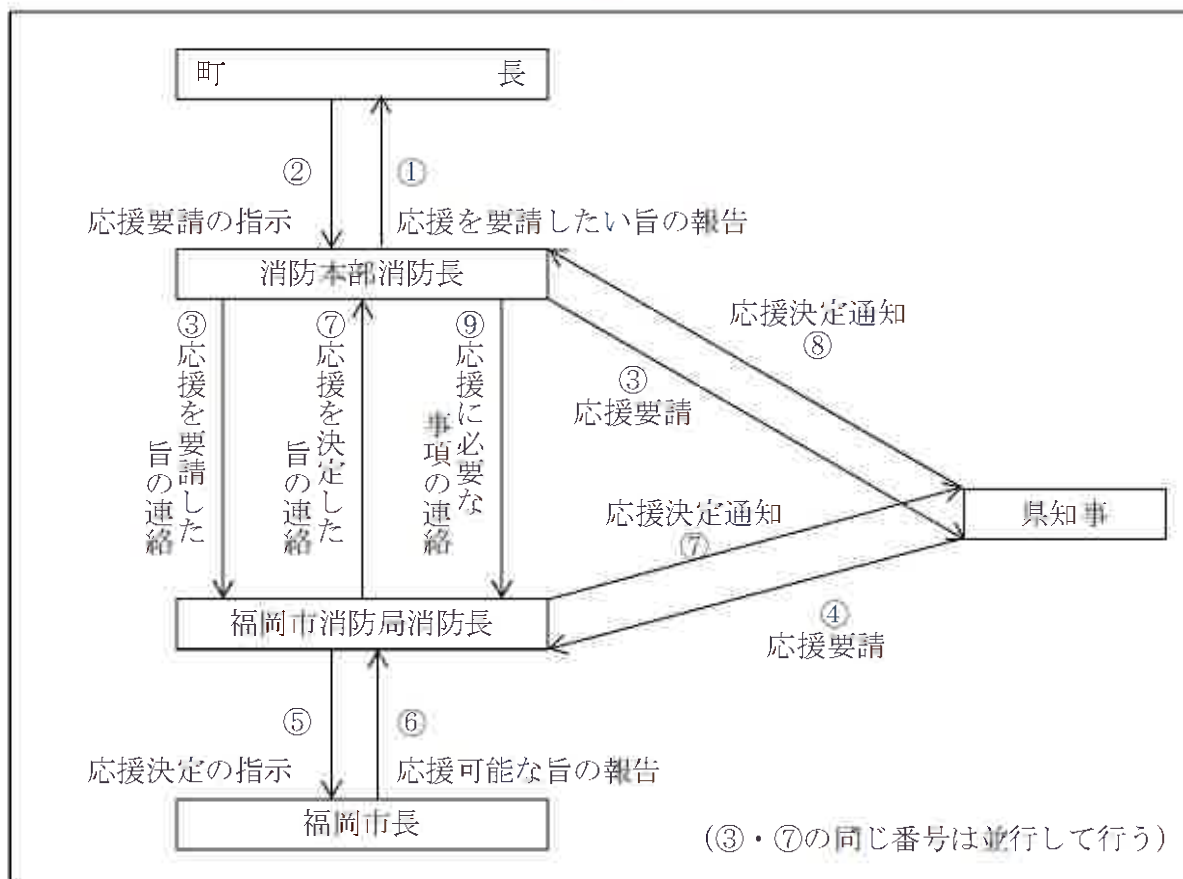 町長
②
①
応援要請の指示
応援を要請したい旨の報告
消防本部消防長
③応援を要請した
旨の連絡
⑦応援を決定した
旨の連絡
⑨応援に必要な
事項の連絡
応援決定通知
⑧
③
応援要請
県知事
応援決定通知
⑦
④
応援要請
福岡市消防局消防長
⑤
⑥
応援決定の指示
応援可能な旨の報告
福岡市長
(③・⑦の同じ番号は並行して行う)